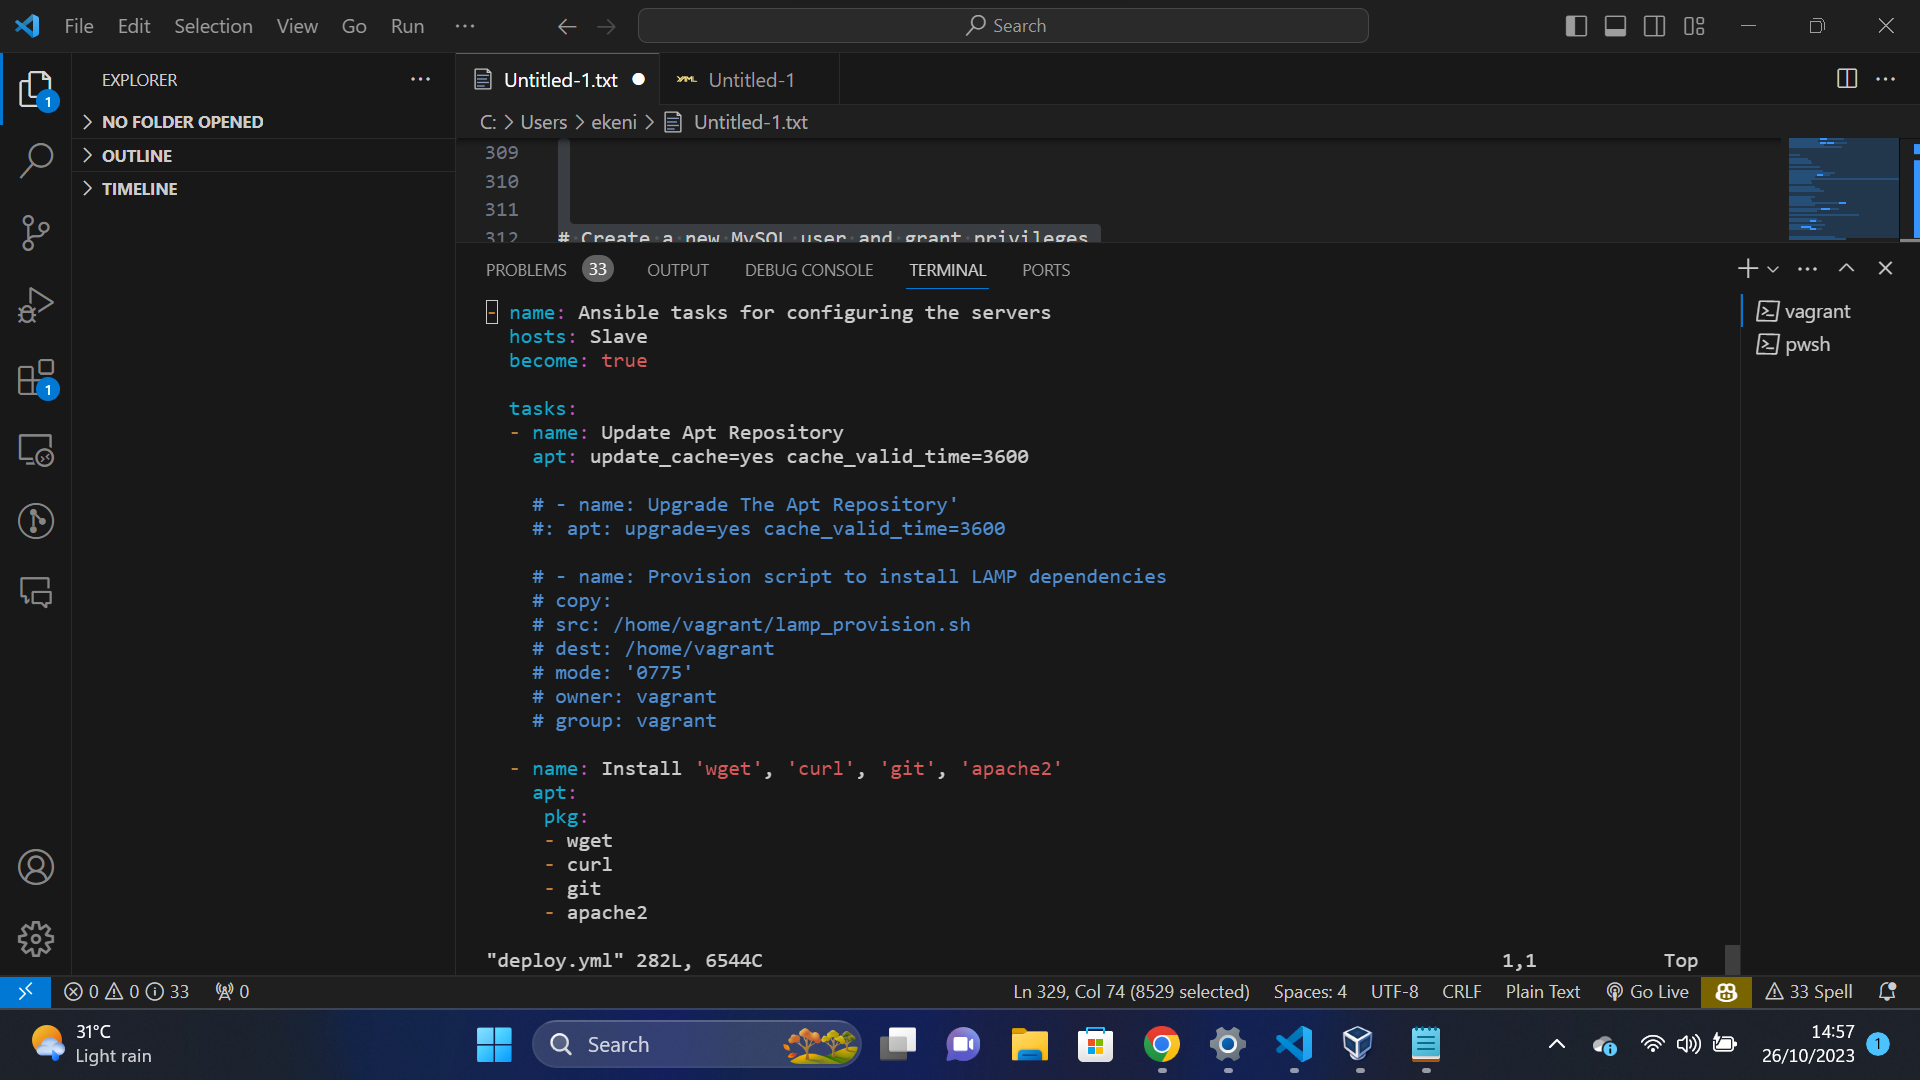 File Edit Selection View Go Run ···
Search
EXPLORER ···
Untitled-1.txt
YAML Untitled-1
NO FOLDER OPENED
OUTLINE
TIMELINE
C: > Users > ekeni > Untitled-1.txt
309
310
311
312 # Create a new MySQL user and grant privileges
PROBLEMS 33 OUTPUT DEBUG CONSOLE TERMINAL PORTS
vagrant
pwsh
- name: Ansible tasks for configuring the servers
  hosts: Slave
  become: true
  tasks:
  - name: Update Apt Repository
    apt: update_cache=yes cache_valid_time=3600
    # - name: Upgrade The Apt Repository'
    #: apt: upgrade=yes cache_valid_time=3600
    # - name: Provision script to install LAMP dependencies
    # copy:
    # src: /home/vagrant/lamp_provision.sh
    # dest: /home/vagrant
    # mode: '0775'
    # owner: vagrant
    # group: vagrant
  - name: Install 'wget', 'curl', 'git', 'apache2'
    apt:
     pkg:
     - wget
     - curl
     - git
     - apache2
"deploy.yml" 282L, 6544C 1,1 Top
1
1
0 0 33 0 Ln 329, Col 74 (8529 selected) Spaces: 4 UTF-8 CRLF Plain Text Go Live 33 Spell
31°C
Light rain
Search
14:57
26/10/2023
1